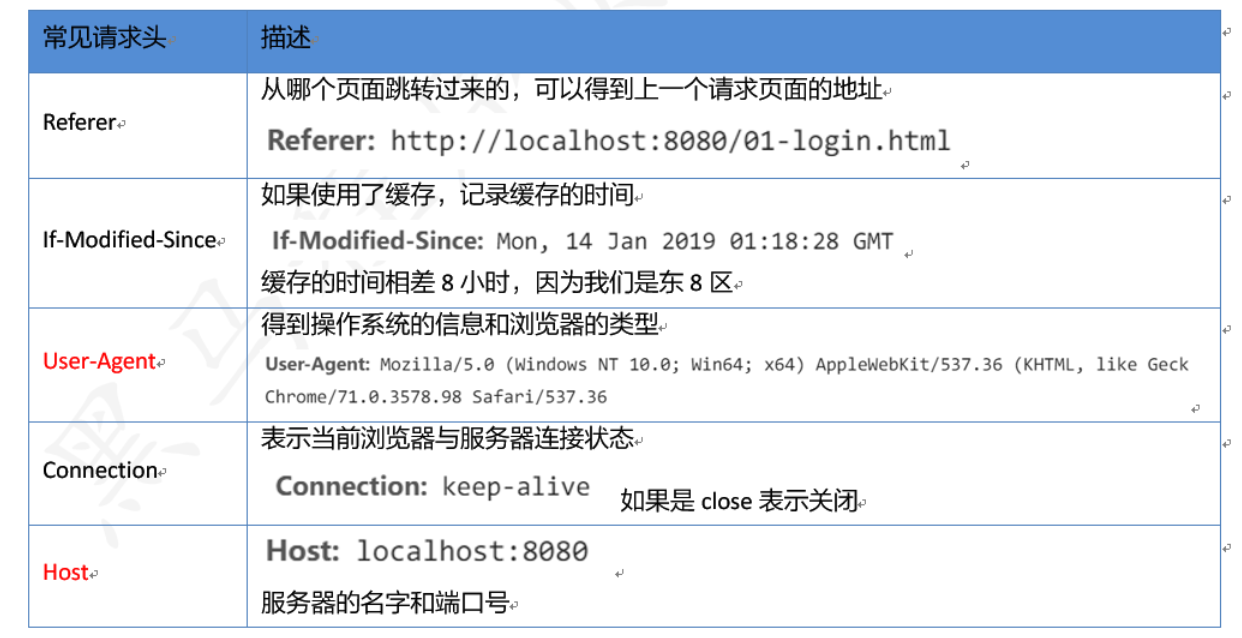 常见请求头 描述
Referer
从哪个页面跳转过来的，可以得到上一个请求页面的地址
Referer: http://localhost:8080/01-login.html
If-Modified-Since
如果使用了缓存，记录缓存的时间
If-Modified-Since: Mon, 14 Jan 2019 01:18:28 GMT
缓存的时间相差 8 小时，因为我们是东 8 区
User-Agent
得到操作系统的信息和浏览器的类型
User-Agent: Mozilla/5.0 (Windows NT 10.0; Win64; x64) AppleWebKit/537.36 (KHTML, like Geck
Chrome/71.0.3578.98 Safari/537.36
Connection
表示当前浏览器与服务器连接状态
Connection: keep-alive 如果是 close 表示关闭
Host
Host: localhost:8080
服务器的名字和端口号
黑马